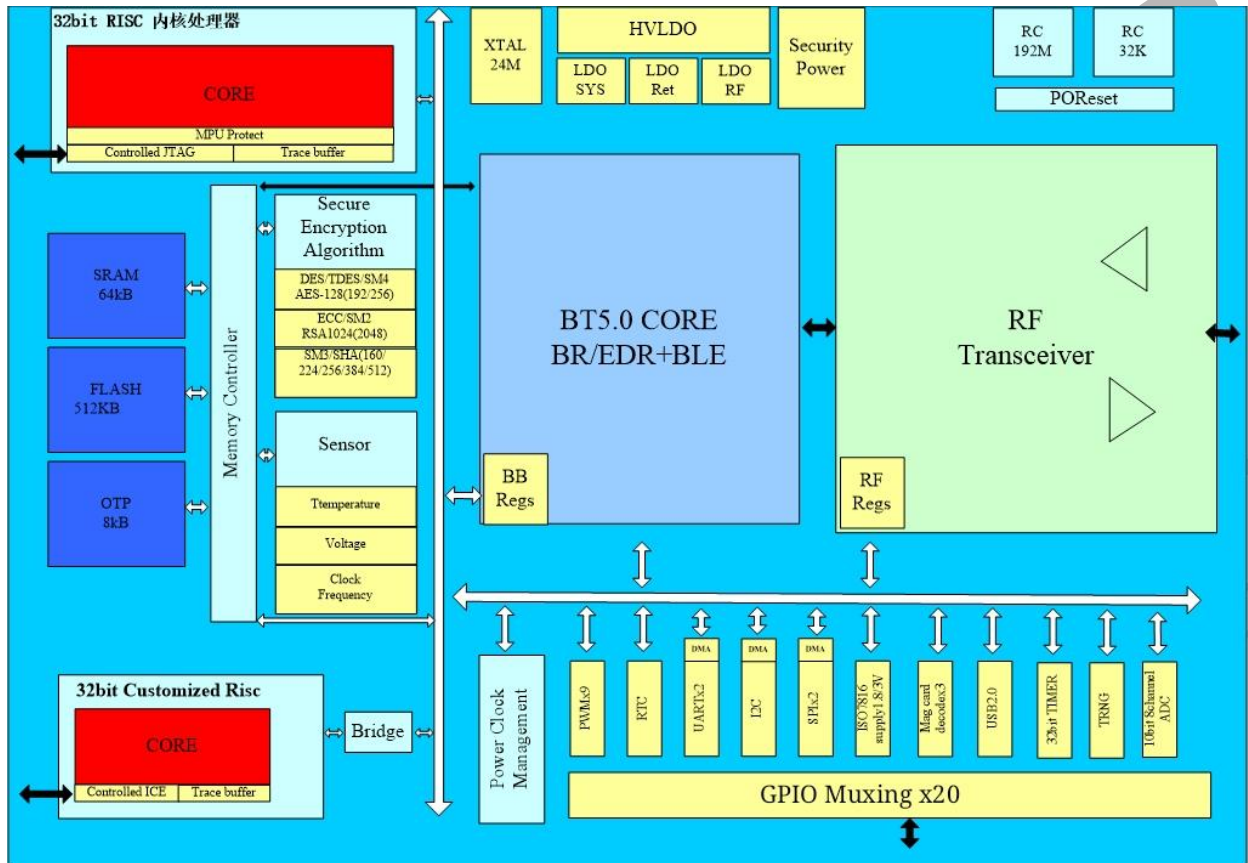 32bit RISC 内核处理器
CORE
MPU Protect
Controlled JTAG
Trace buffer
XTAL
24M
HVLDO
LDO
SYS
LDO
Ret
LDO
RF
Security
Power
RC
192M
RC
32K
POReset
SRAM
64kB
FLASH
512KB
OTP
8kB
Memory Controller
Secure
Encryption
Algorithm
DES/TDES/SM4
AES-128(192/256)
ECC/SM2
RSA1024(2048)
SM3/SHA(160/
224/256/384/512)
Sensor
Ttemperature
Voltage
Clock
Frequency
BT5.0 CORE
BR/EDR+BLE
BB
Regs
RF
Transceiver
RF
Regs
32bit Customized Risc
CORE
Controlled ICE
Trace buffer
Bridge
Power Clock
Management
PWMx9
RTC
DMA
UARTx2
DMA
I2C
DMA
SPIx2
ISO7816
supply1.8/3V
Mag card
decodex3
USB2.0
32bit TIMER
TRNG
10bit 8channel
ADC
GPIO Muxing x20